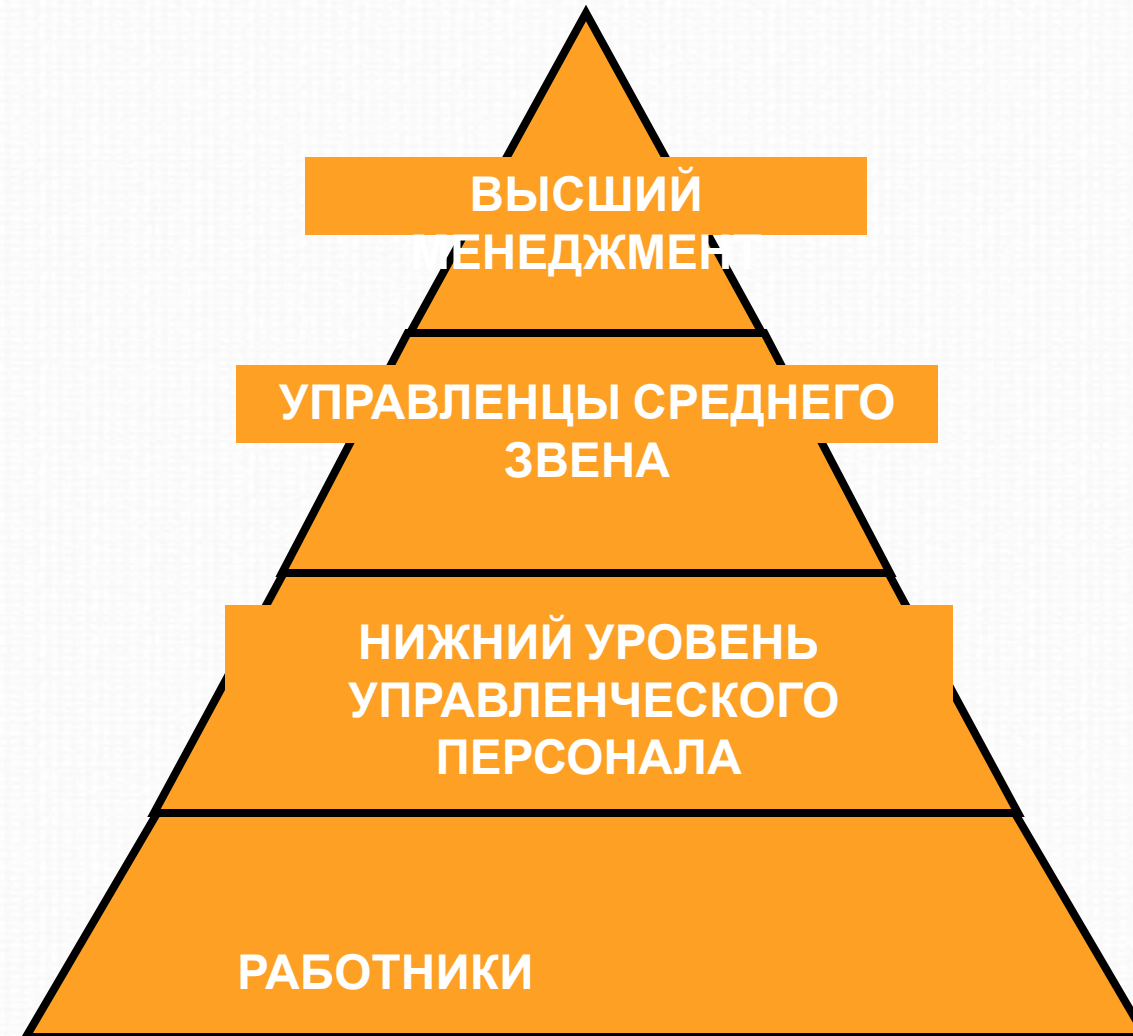 ВЫСШИЙ
МЕНЕДЖМЕНТ
УПРАВЛЕНЦЫ СРЕДНЕГО
ЗВЕНА
НИЖНИЙ УРОВЕНЬ
УПРАВЛЕНЧЕСКОГО
ПЕРСОНАЛА
РАБОТНИКИ